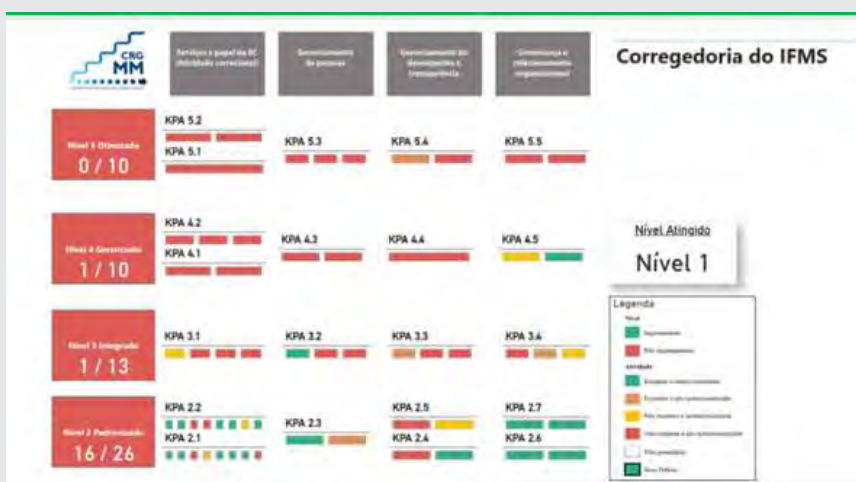 CRG
MM
Serviços e papel da UC
(Atividade correcional)
Gerenciamento
de pessoas
Gerenciamento do
desempenho e
transparência
Governança e
relacionamento
organizacional
Corregedoria do IFMS
Nível 5 Otimizado
0 / 10
KPA 5.2
KPA 5.1
KPA 5.3
KPA 5.4
KPA 5.5
Nível 4 Gerenciado
1 / 10
KPA 4.2
KPA 4.1
KPA 4.3
KPA 4.4
KPA 4.5
Nível Atingido
Nível 1
Nível 3 Integrado
1 / 13
KPA 3.1
KPA 3.2
KPA 3.3
KPA 3.4
Nível 2 Padronizado
16 / 26
KPA 2.2
KPA 2.1
KPA 2.3
KPA 2.5
KPA 2.4
KPA 2.7
KPA 2.6
Legenda
Nível
Atividade